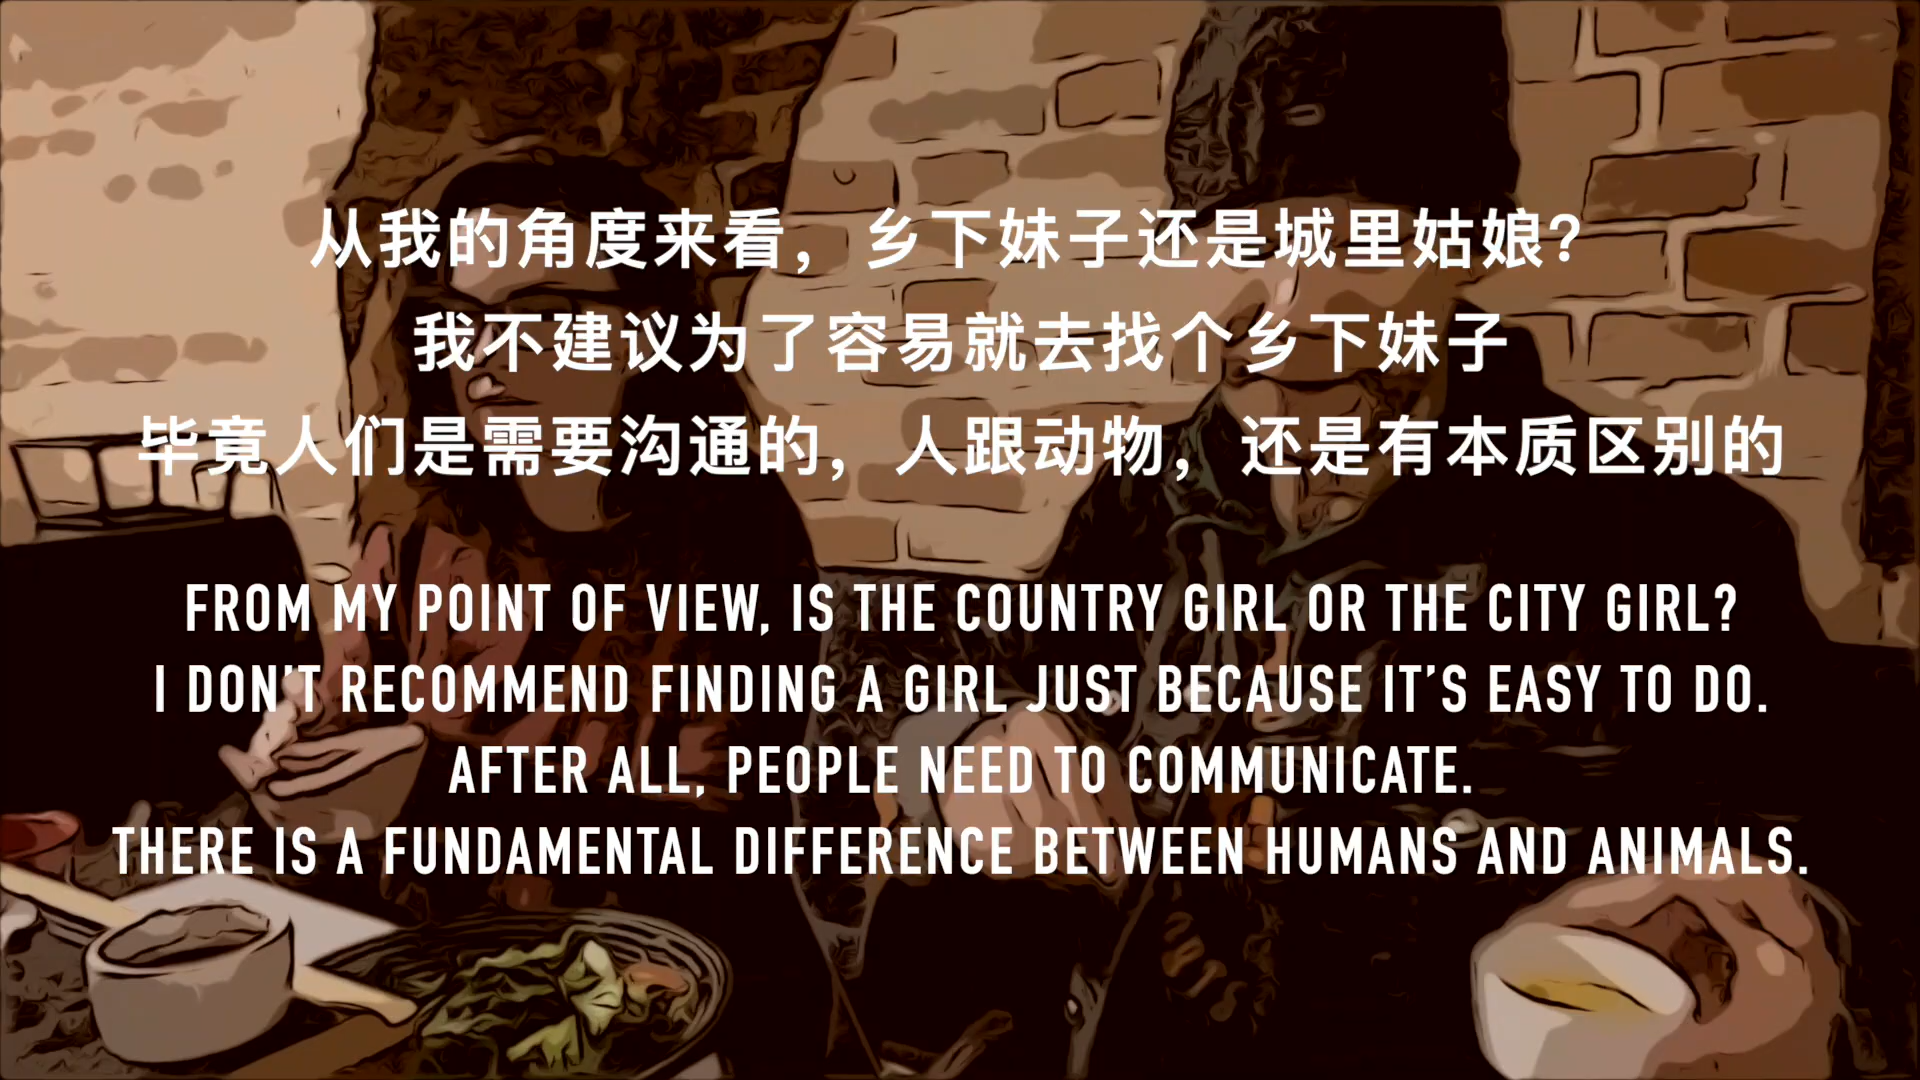 从我的角度来看，乡下妹子还是城里姑娘？
我不建议为了容易就去找个乡下妹子
毕竟人们是需要沟通的，人跟动物，还是有本质区别的
FROM MY POINT OF VIEW, IS THE COUNTRY GIRL OR THE CITY GIRL?
I DON'T RECOMMEND FINDING A GIRL JUST BECAUSE IT'S EASY TO DO.
AFTER ALL, PEOPLE NEED TO COMMUNICATE.
THERE IS A FUNDAMENTAL DIFFERENCE BETWEEN HUMANS AND ANIMALS.